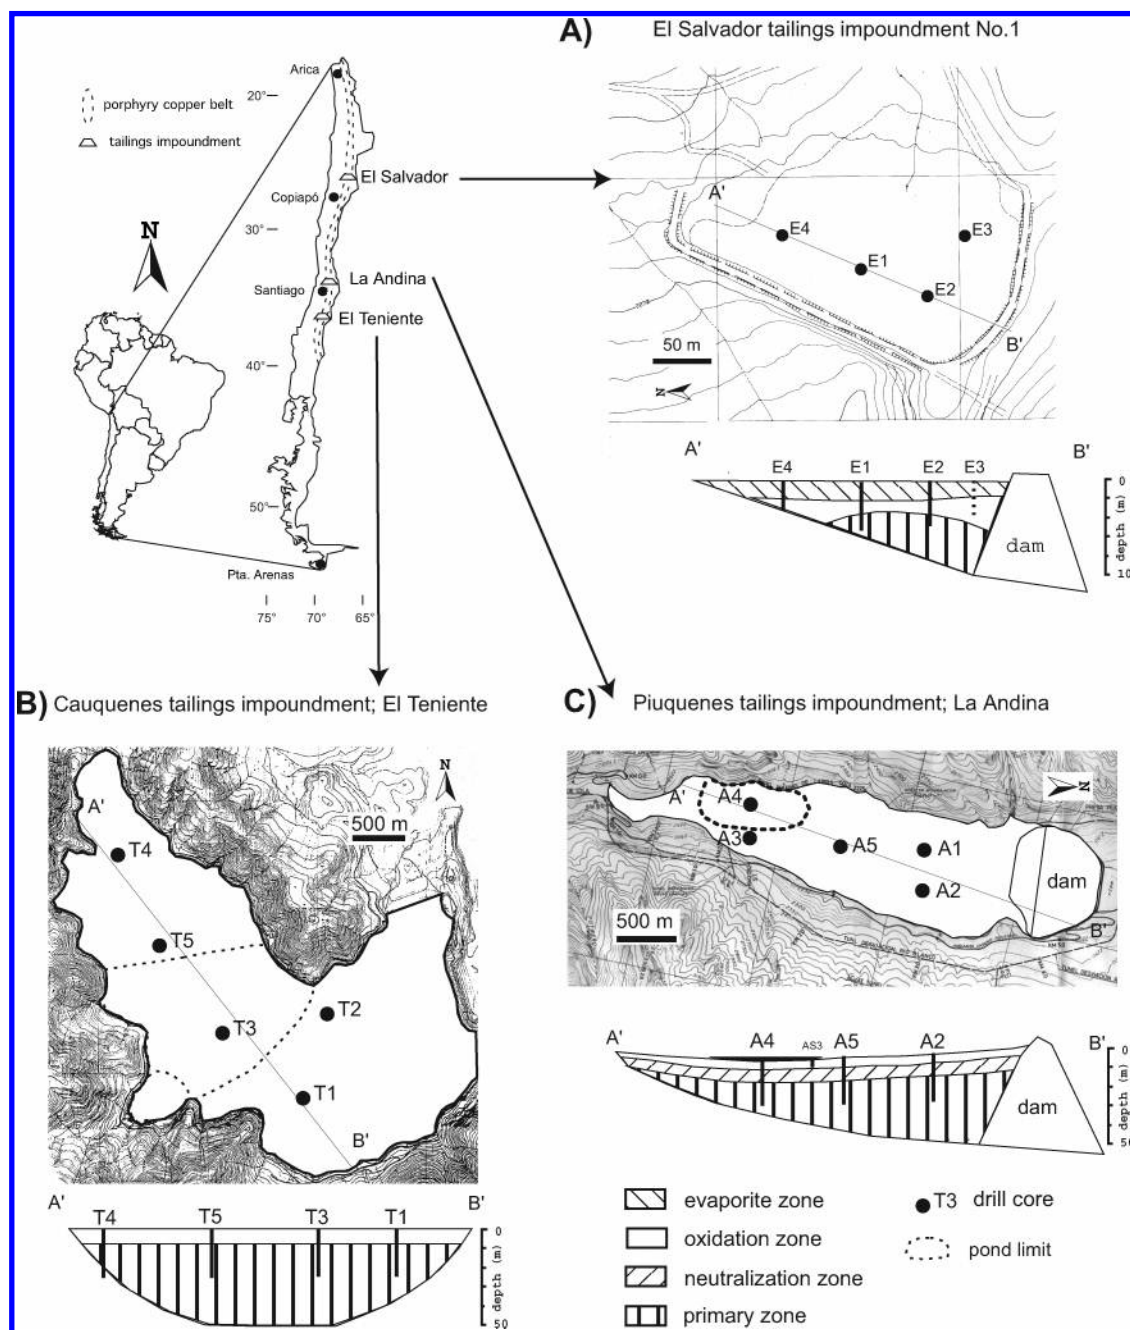 A) El Salvador tailings impoundment No.1
Arica
20°
porphyry copper belt
tailings impoundment
El Salvador
Copiapó
30°
N
La Andina
Santiago
El Teniente
40°
50°
Pta. Arenas
75° 70° 65°
A'
E4
E3
E1
E2
B'
50 m
N
A' B'
E4 E1 E2 E3
0
dam
depth (m)
10
B) Cauquenes tailings impoundment; El Teniente
N
A'
500 m
T4
T5
T2
T3
T1
B'
A' B'
T4 T5 T3 T1
0
depth (m)
50
C) Piuquenes tailings impoundment; La Andina
N
A'
A4
A3
A5
A1
A2
dam
B'
500 m
A' B'
A4 AS3 A5 A2
0
dam
depth (m)
50
evaporite zone
oxidation zone
neutralization zone
primary zone
T3 drill core
pond limit